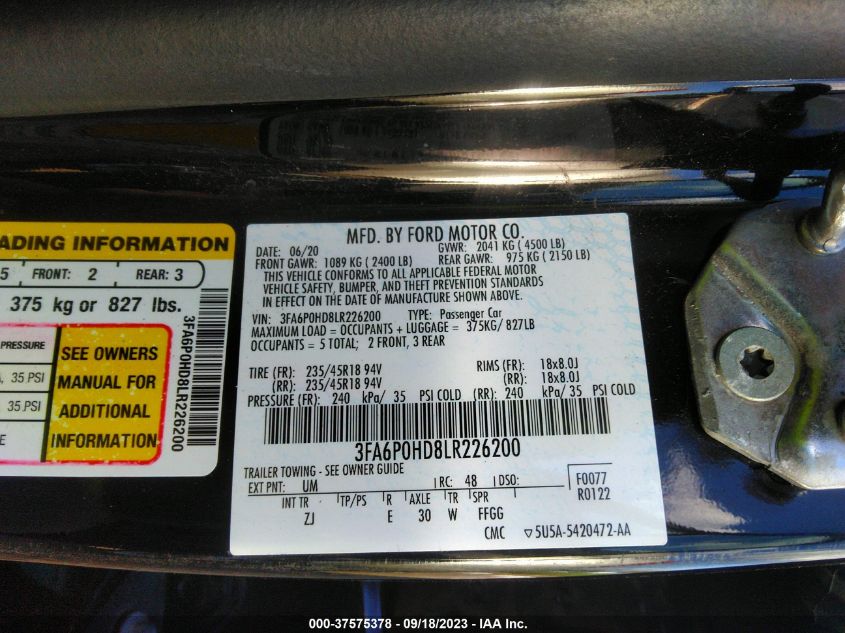 ADING INFORMATION
5 FRONT: 2 REAR: 3
375 kg or 827 lbs.
PRESSURE
35 PSI
35 PSI
SEE OWNERS
MANUAL FOR
ADDITIONAL
INFORMATION
3FA6P0HD8LR226200
MFD. BY FORD MOTOR CO.
DATE: 06/20 GVWR: 2041 KG ( 4500 LB)
FRONT GAWR: 1089 KG ( 2400 LB) REAR GAWR: 975 KG ( 2150 LB)
THIS VEHICLE CONFORMS TO ALL APPLICABLE FEDERAL MOTOR
VEHICLE SAFETY, BUMPER, AND THEFT PREVENTION STANDARDS
IN EFFECT ON THE DATE OF MANUFACTURE SHOWN ABOVE.
VIN: 3FA6P0HD8LR226200 TYPE: Passenger Car
MAXIMUM LOAD = OCCUPANTS + LUGGAGE = 375KG/ 827LB
OCCUPANTS = 5 TOTAL; 2 FRONT, 3 REAR
TIRE (FR): 235/45R18 94V RIMS (FR): 18x8.0J
(RR): 235/45R18 94V (RR): 18x8.0J
PRESSURE (FR): 240 kPa/ 35 PSI COLD (RR): 240 kPa/ 35 PSI COLD
3FA6P0HD8LR226200
TRAILER TOWING - SEE OWNER GUIDE
EXT PNT: UM RC: 48 DSO: F0077
R0122
INT TR TP/PS R AXLE TR SPR
ZJ E 30 W FFGG
CMC ▽5U5A-5420472-AA
000-37575378 - 09/18/2023 - IAA Inc.